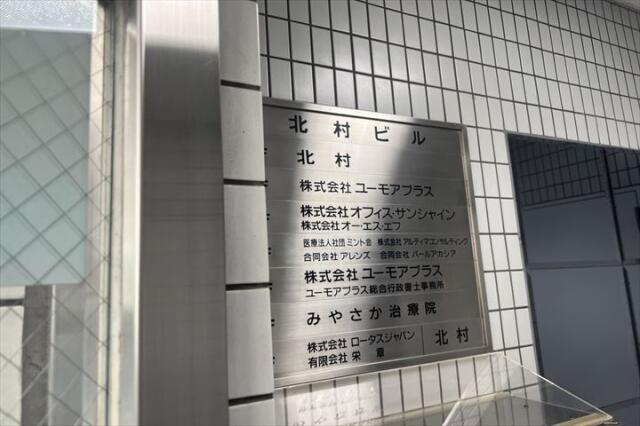 北村ビル
北村
株式会社ユーモアプラス
株式会社オフィス・サンシャイン
株式会社オー・エス・エフ
医療法人社団ミント会 株式会社アルティマコンサルティング
合同会社アレンズ 合同会社パールアカシア
株式会社ユーモアプラス
ユーモアプラス総合行政書士事務所
みやさか治療院
株式会社ロータスジャパン 北村
有限会社栄章